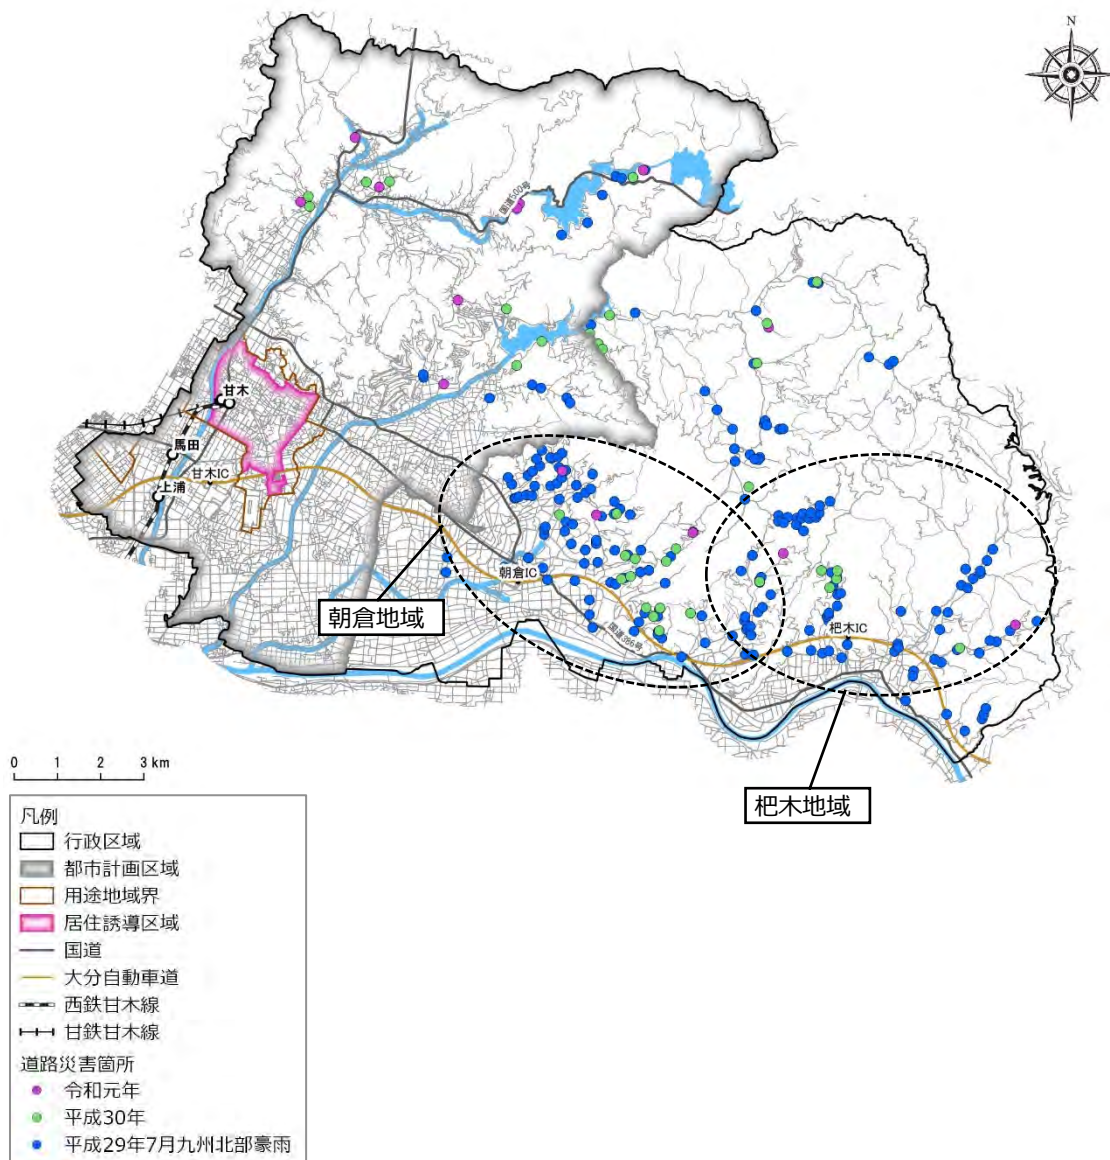 N
国道500号
甘木
馬田
甘木IC
上浦
朝倉IC
朝倉地域
国道386号
杷木IC
杷木地域
0 1 2 3 km
凡例
行政区域
都市計画区域
用途地域界
居住誘導区域
国道
大分自動車道
西鉄甘木線
甘鉄甘木線
道路災害箇所
令和元年
平成30年
平成29年7月九州北部豪雨